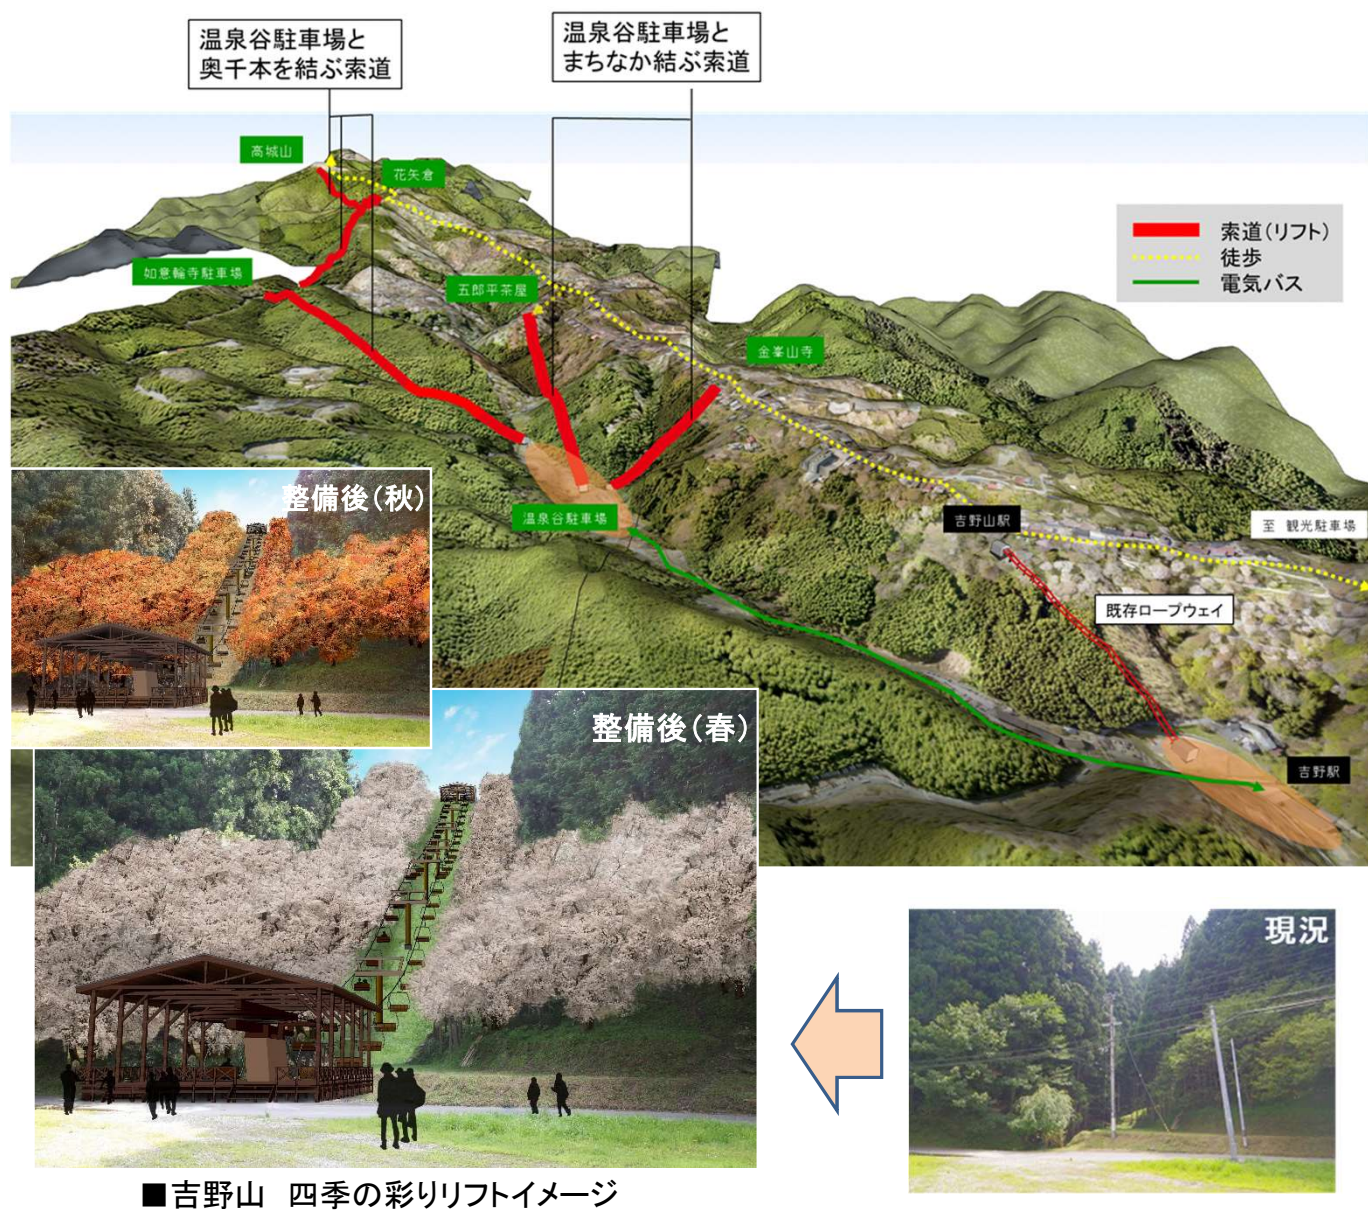 温泉谷駐車場と
奥千本を結ぶ索道
温泉谷駐車場と
まちなか結ぶ索道
高城山
花矢倉
索道(リフト)
徒歩
電気バス
如意輪寺駐車場
五郎平茶屋
金峯山寺
整備後(秋)
温泉谷駐車場
吉野山駅
至 観光駐車場
既存ロープウェイ
整備後(春)
吉野駅
現況
■吉野山 四季の彩りリフトイメージ